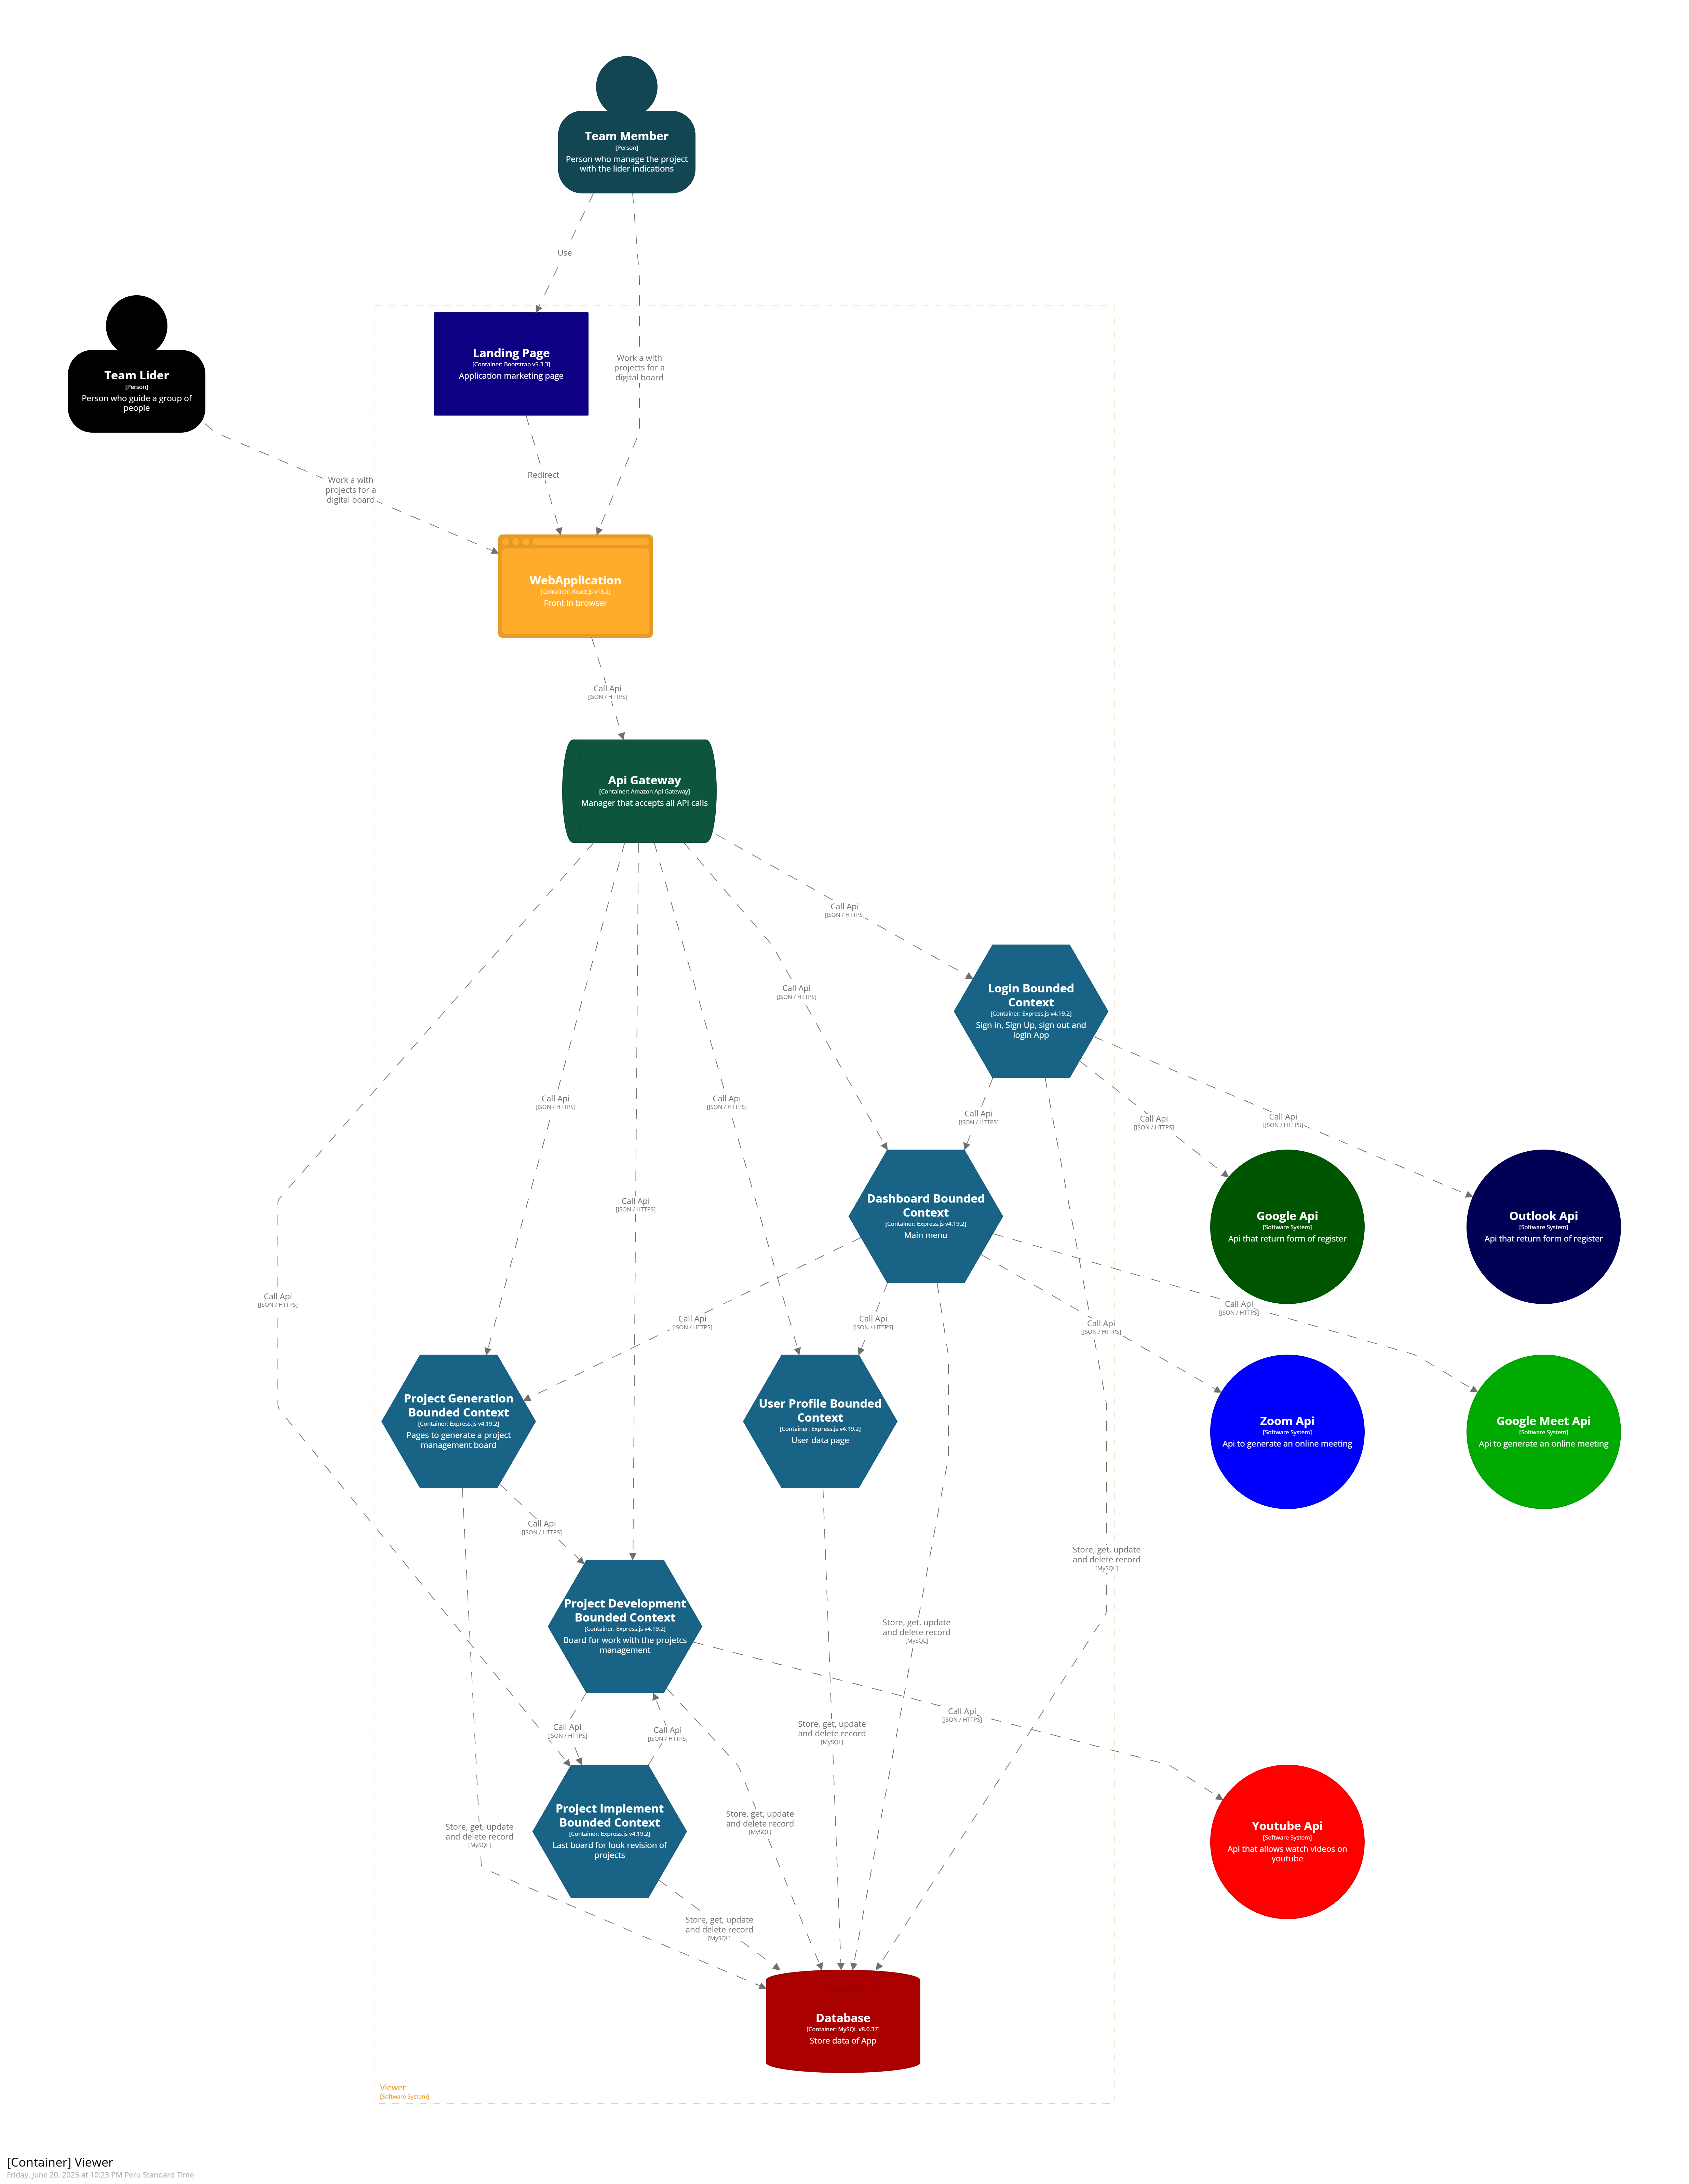 Team Member
[Person]
Person who manage the project
with the lider indications
Use
Team Lider
[Person]
Person who guide a group of
people
Landing Page
[Container: Bootstrap v5.3.3]
Application marketing page
Work a with
projects for a
digital board
Redirect
Work a with
projects for a
digital board
WebApplication
[Container: React.js v18.2]
Front in browser
Call Api
[JSON / HTTPS]
Api Gateway
[Container: Amazon Api Gateway]
Manager that accepts all API calls
Call Api
[JSON / HTTPS]
Call Api
[JSON / HTTPS]
Login Bounded
Context
[Container: Express.js v4.19.2]
Sign in, Sign Up, sign out and
login App
Call Api
[JSON / HTTPS]
Call Api
[JSON / HTTPS]
Call Api
[JSON / HTTPS]
Call Api
[JSON / HTTPS]
Call Api
[JSON / HTTPS]
Call Api
[JSON / HTTPS]
Dashboard Bounded
Context
[Container: Express.js v4.19.2]
Main menu
Google Api
[Software System]
Api that return form of register
Outlook Api
[Software System]
Api that return form of register
Call Api
[JSON / HTTPS]
Call Api
[JSON / HTTPS]
Call Api
[JSON / HTTPS]
Call Api
[JSON / HTTPS]
Call Api
[JSON / HTTPS]
Project Generation
Bounded Context
[Container: Express.js v4.19.2]
Pages to generate a project
management board
User Profile Bounded
Context
[Container: Express.js v4.19.2]
User data page
Zoom Api
[Software System]
Api to generate an online meeting
Google Meet Api
[Software System]
Api to generate an online meeting
Call Api
[JSON / HTTPS]
Store, get, update
and delete record
[MySQL]
Project Development
Bounded Context
[Container: Express.js v4.19.2]
Board for work with the projetcs
management
Store, get, update
and delete record
[MySQL]
Call Api
[JSON / HTTPS]
Call Api
[JSON / HTTPS]
Call Api
[JSON / HTTPS]
Store, get, update
and delete record
[MySQL]
Project Implement
Bounded Context
[Container: Express.js v4.19.2]
Last board for look revision of
projects
Store, get, update
and delete record
[MySQL]
Store, get, update
and delete record
[MySQL]
Youtube Api
[Software System]
Api that allows watch videos on
youtube
Store, get, update
and delete record
[MySQL]
Database
[Container: MySQL v8.0.37]
Store data of App
Viewer
[Software System]
[Container] Viewer
Friday, June 20, 2025 at 10:23 PM Peru Standard Time